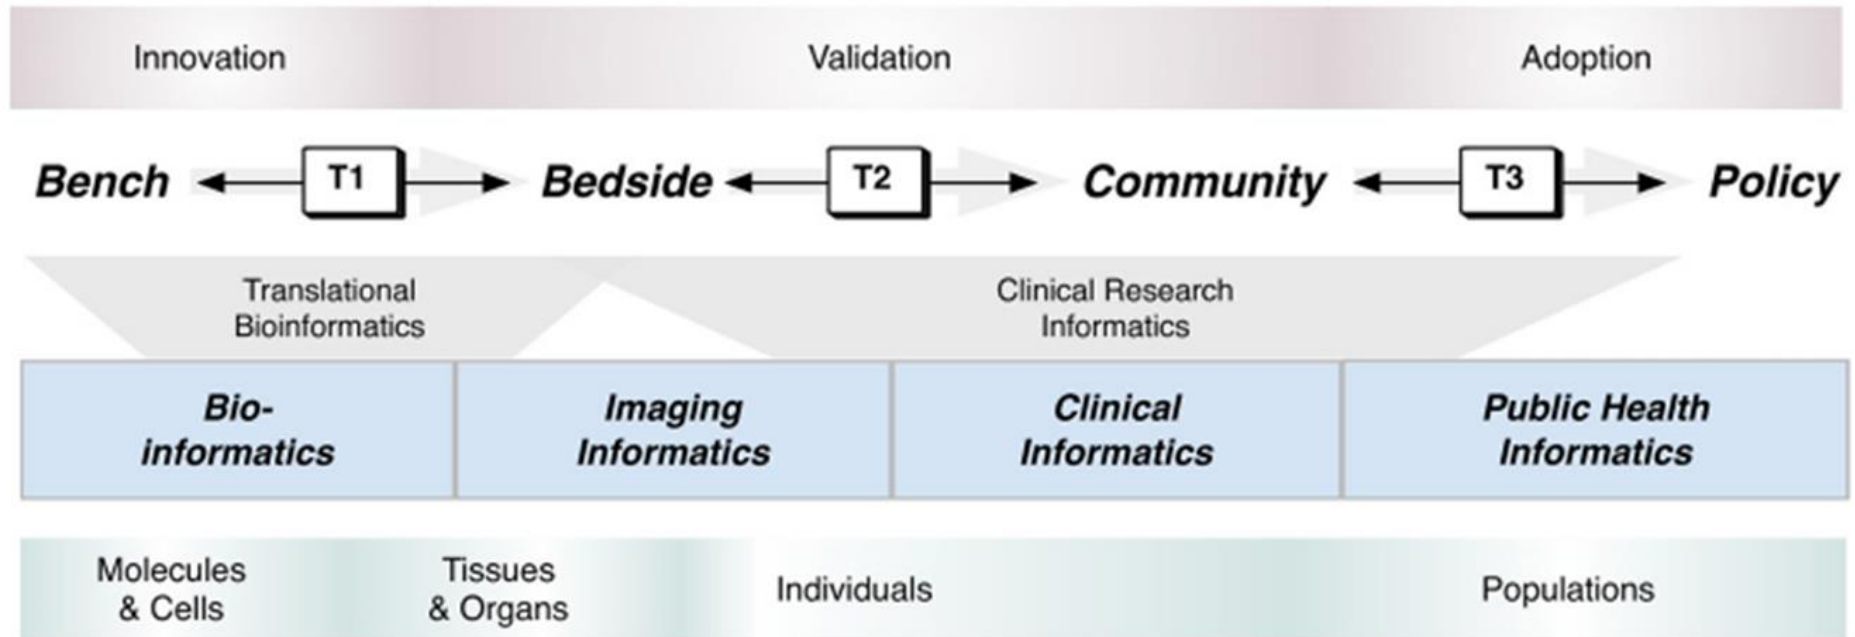 Innovation
Validation
Adoption
Bench
T1
Bedside
T2
Community
T3
Policy
Translational
Bioinformatics
Clinical Research
Informatics
Bio-
informatics
Imaging
Informatics
Clinical
Informatics
Public Health
Informatics
Molecules
& Cells
Tissues
& Organs
Individuals
Populations